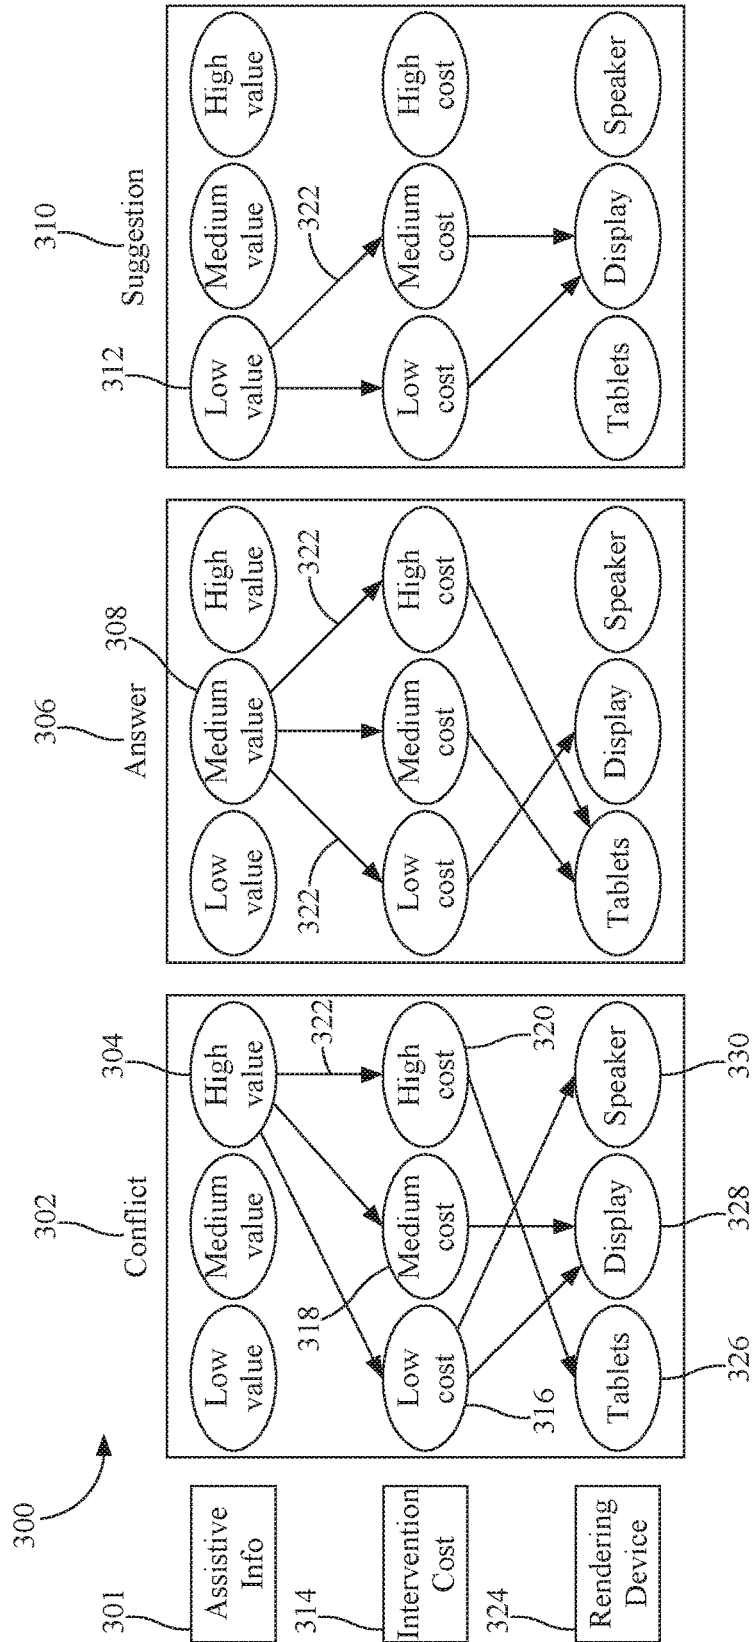 300
302
Conflict
304
306
Answer
308
310
Suggestion
312
301
Assistive
Info
Low
value
Medium
value
High
value
Low
value
Medium
value
High
value
Low
value
Medium
value
High
value
322
322
322
322
314
Intervention
Cost
318
Low
cost
Medium
cost
High
cost
Low
cost
Medium
cost
High
cost
Low
cost
Medium
cost
High
cost
316
320
324
Rendering
Device
Tablets
Display
Speaker
Tablets
Display
Speaker
Tablets
Display
Speaker
326
328
330